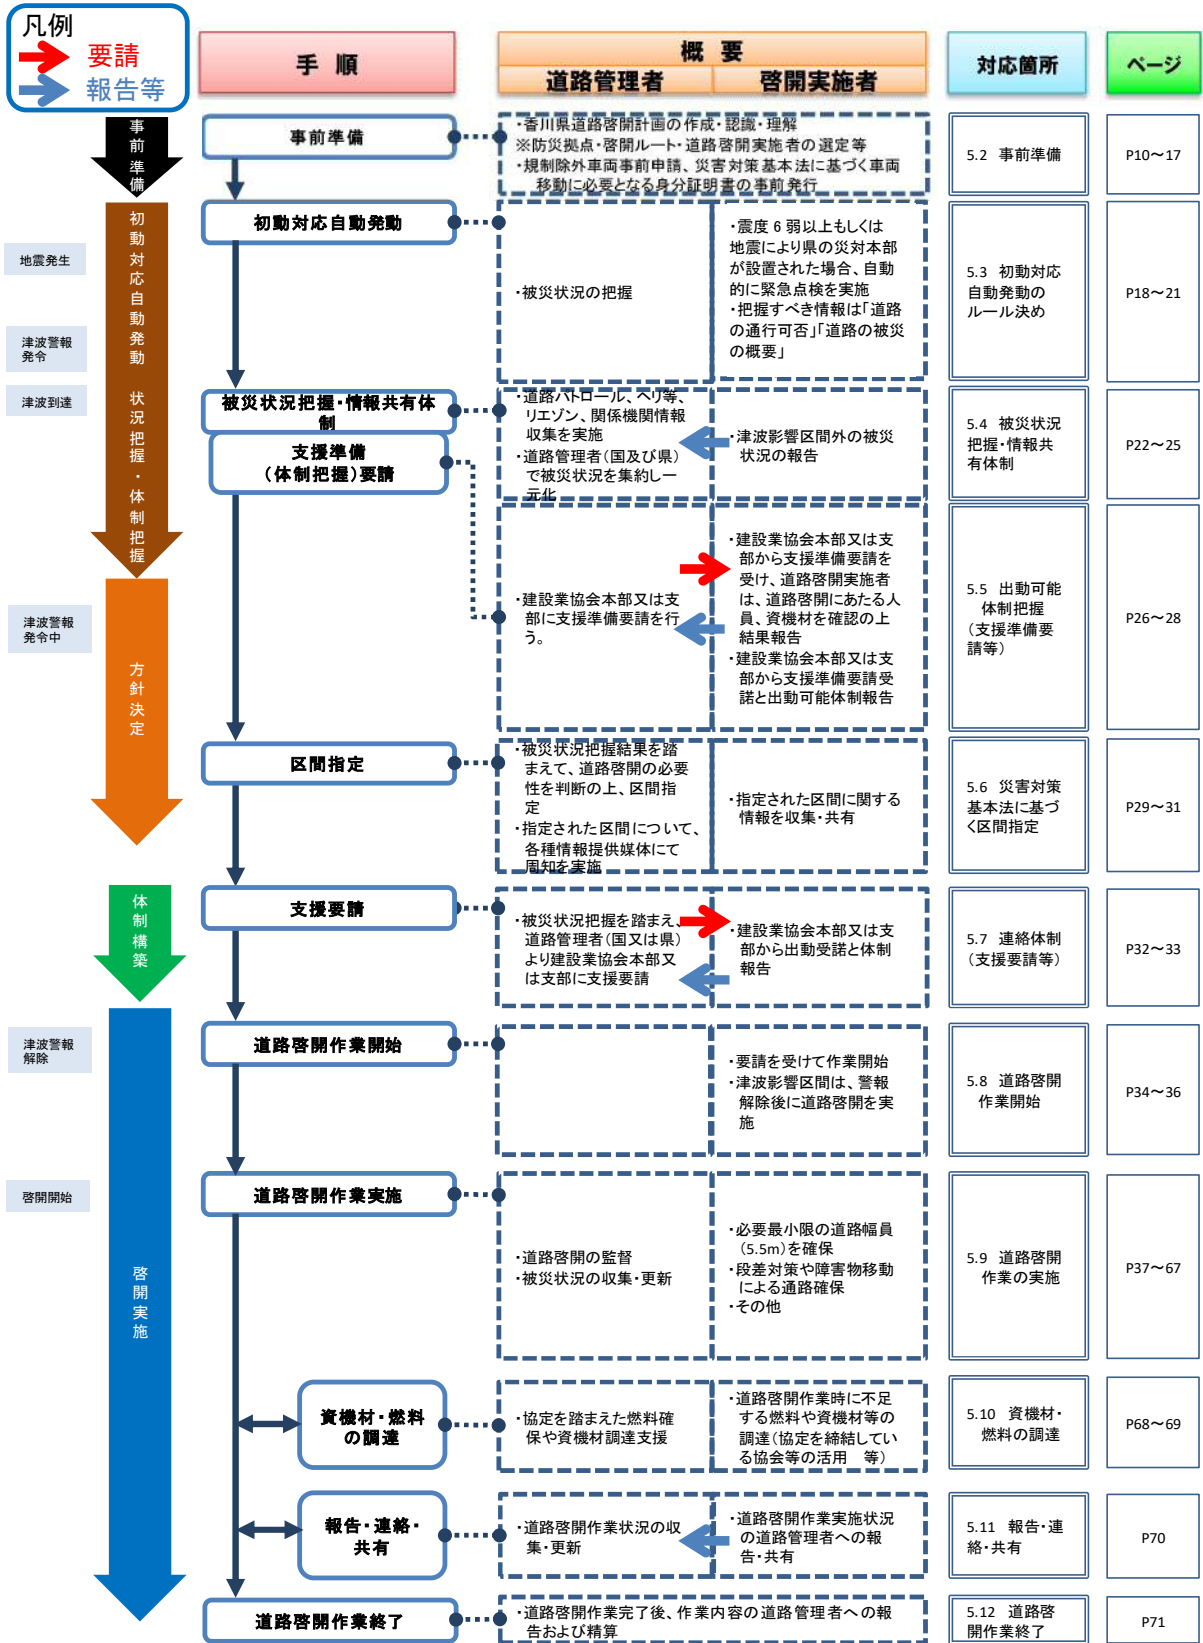 凡例
要請
報告等
手 順
概 要
道路管理者
啓開実施者
対応箇所
ページ
事前準備
事前準備
・香川県道路啓開計画の作成・認識・理解
※防災拠点・啓開ルート・道路啓開実施者の選定等
・規制除外車両事前申請、災害対策基本法に基づく車両
移動に必要となる身分証明書の事前発行
5.2 事前準備
P10～17
初動対応自動発動 状況把握・体制把握
地震発生
津波警報
発令
津波到達
初動対応自動発動
・被災状況の把握
・震度 6 弱以上もしくは
地震により県の災対本部
が設置された場合、自動
的に緊急点検を実施
・把握すべき情報は「道路
の通行可否」「道路の被災
の概要」
5.3 初動対応
自動発動の
ルール決め
P18～21
被災状況把握・情報共有体
制
・道路パトロール、ヘリ等、
リエゾン、関係機関情報
収集を実施
・道路管理者(国及び県)
で被災状況を集約し一
元化
・津波影響区間外の被災
状況の報告
5.4 被災状況
把握・情報共
有体制
P22～25
支援準備
(体制把握)要請
・建設業協会本部又は支
部に支援準備要請を行
う。
・建設業協会本部又は支
部から支援準備要請を
受け、道路啓開実施者
は、道路啓開にあたる人
員、資機材を確認の上
結果報告
・建設業協会本部又は支
部から支援準備要請受
諾と出動可能体制報告
5.5 出動可能
体制把握
(支援準備要
請等)
P26～28
津波警報
発令中
方針決定
区間指定
・被災状況把握結果を踏
まえて、道路啓開の必要
性を判断の上、区間指
定
・指定された区間について、
各種情報提供媒体にて
周知を実施
・指定された区間に関する
情報を収集・共有
5.6 災害対策
基本法に基づ
く区間指定
P29～31
体制構築
支援要請
・被災状況把握を踏まえ、
道路管理者(国又は県)
より建設業協会本部又
は支部に支援要請
・建設業協会本部又は支
部から出動受諾と体制
報告
5.7 連絡体制
(支援要請等)
P32～33
津波警報
解除
道路啓開作業開始
・要請を受けて作業開始
・津波影響区間は、警報
解除後に道路啓開を実
施
5.8 道路啓開
作業開始
P34～36
啓開開始
啓開実施
道路啓開作業実施
・道路啓開の監督
・被災状況の収集・更新
・必要最小限の道路幅員
(5.5m)を確保
・段差対策や障害物移動
による通路確保
・その他
5.9 道路啓開
作業の実施
P37～67
資機材・燃料
の調達
・協定を踏まえた燃料確
保や資機材調達支援
・道路啓開作業時に不足
する燃料や資機材等の
調達(協定を締結してい
る協会等の活用 等)
5.10 資機材・
燃料の調達
P68～69
報告・連絡・
共有
・道路啓開作業状況の収
集・更新
・道路啓開作業実施状況
の道路管理者への報
告・共有
5.11 報告・連
絡・共有
P70
道路啓開作業終了
・道路啓開作業完了後、作業内容の道路管理者への報
告および精算
5.12 道路啓
開作業終了
P71